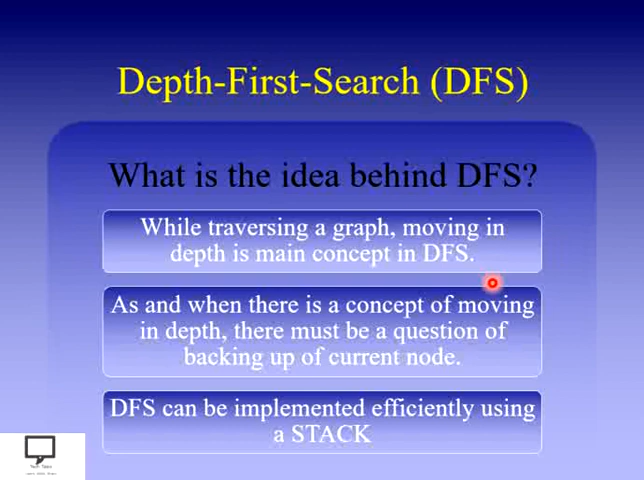 Depth-First-Search (DFS)
What is the idea behind DFS?
While traversing a graph, moving in
depth is main concept in DFS.
As and when there is a concept of moving
in depth, there must be a question of
backing up of current node.
DFS can be implemented efficiently using
a STACK